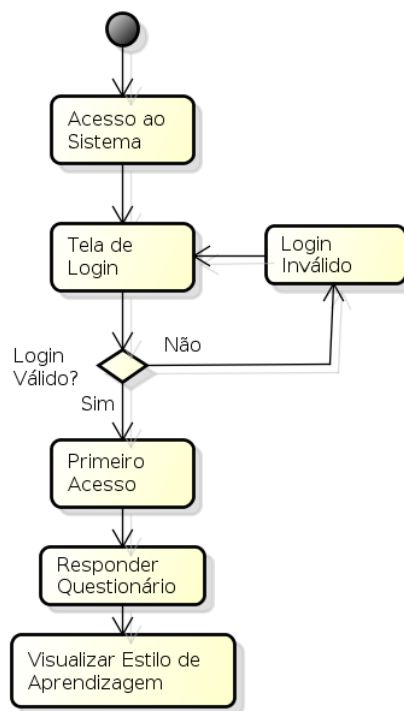 Acesso ao
Sistema
Tela de
Login
Login
Inválido
Login
Válido?
Não
Sim
Primeiro
Acesso
Responder
Questionário
Visualizar Estilo de
Aprendizagem